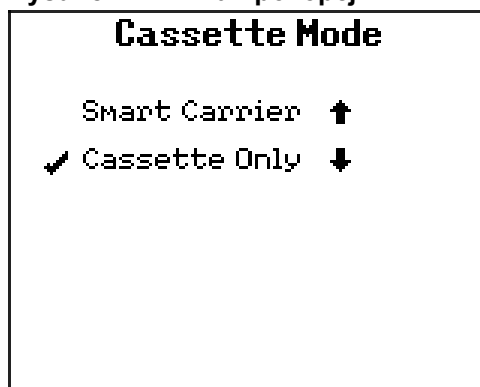 Cassette Mode
Smart Carrier ↑
✓ Cassette Only ↓